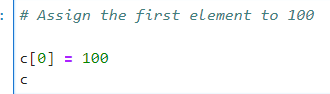 # Assign the first element to 100
c[0] = 100
c